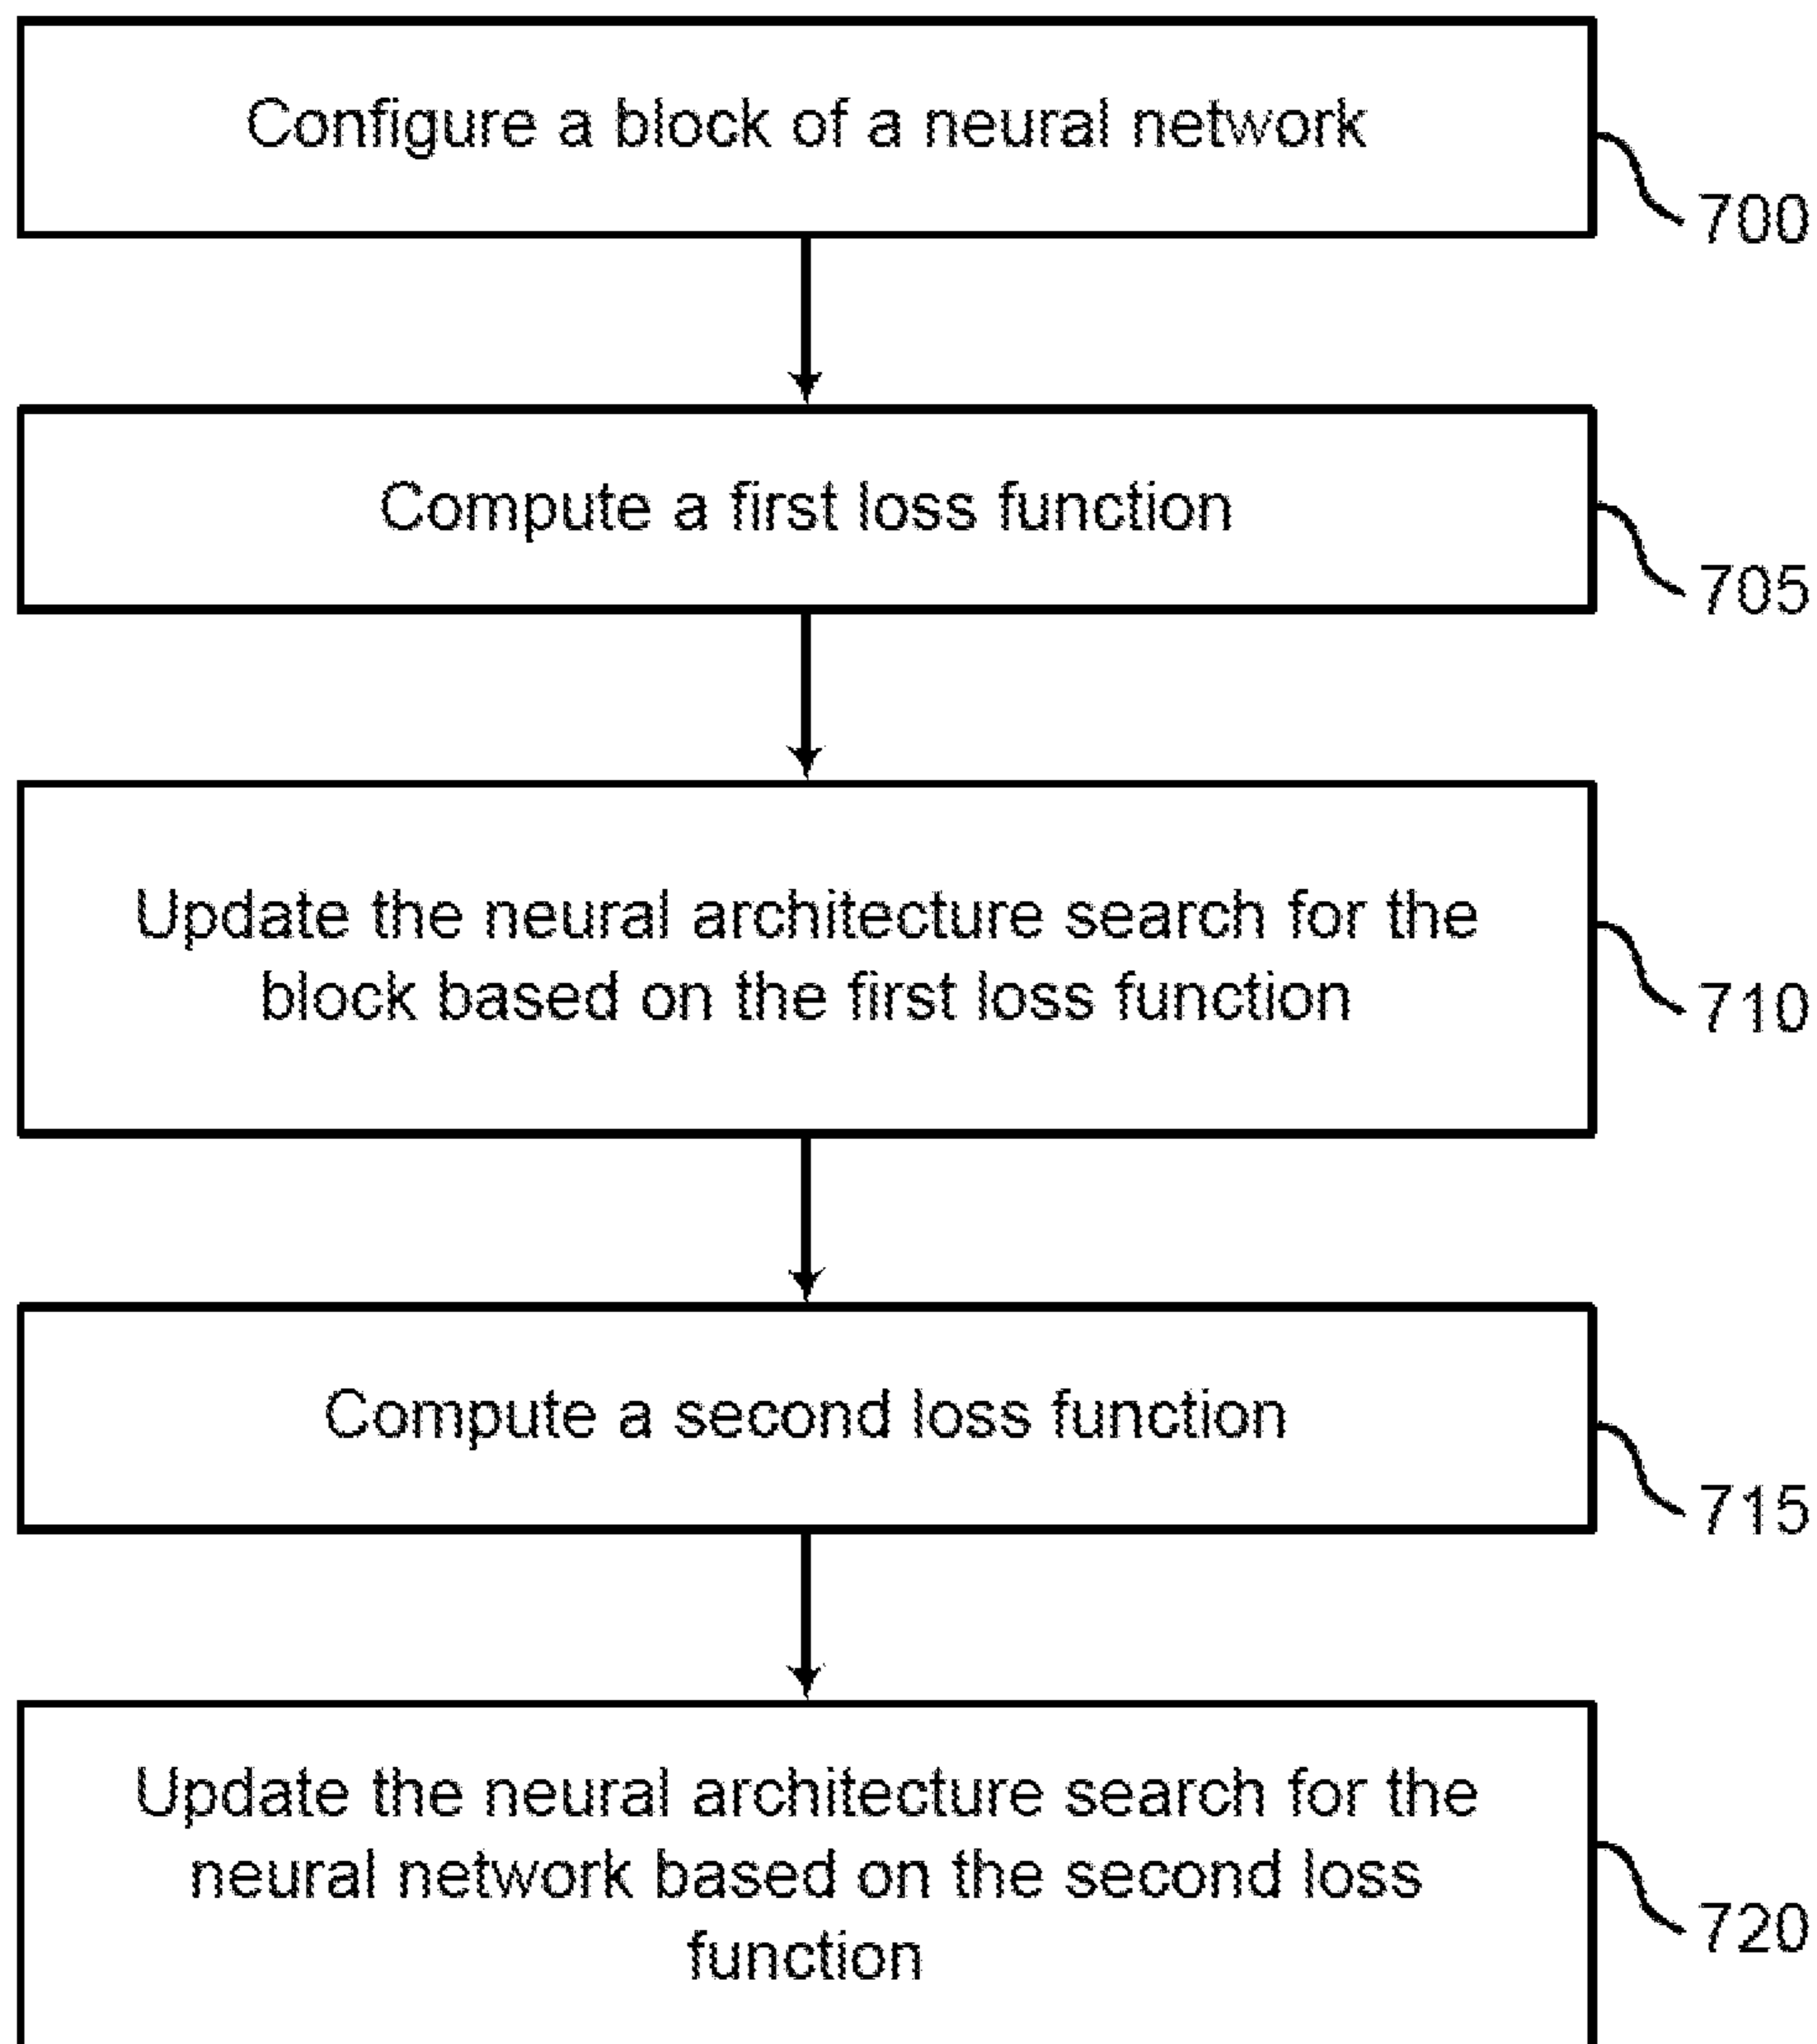 Configure a block of a neural network
700
Compute a first loss function
705
Update the neural architecture search for the
block based on the first loss function
710
Compute a second loss function
715
Update the neural architecture search for the
neural network based on the second loss
function
720